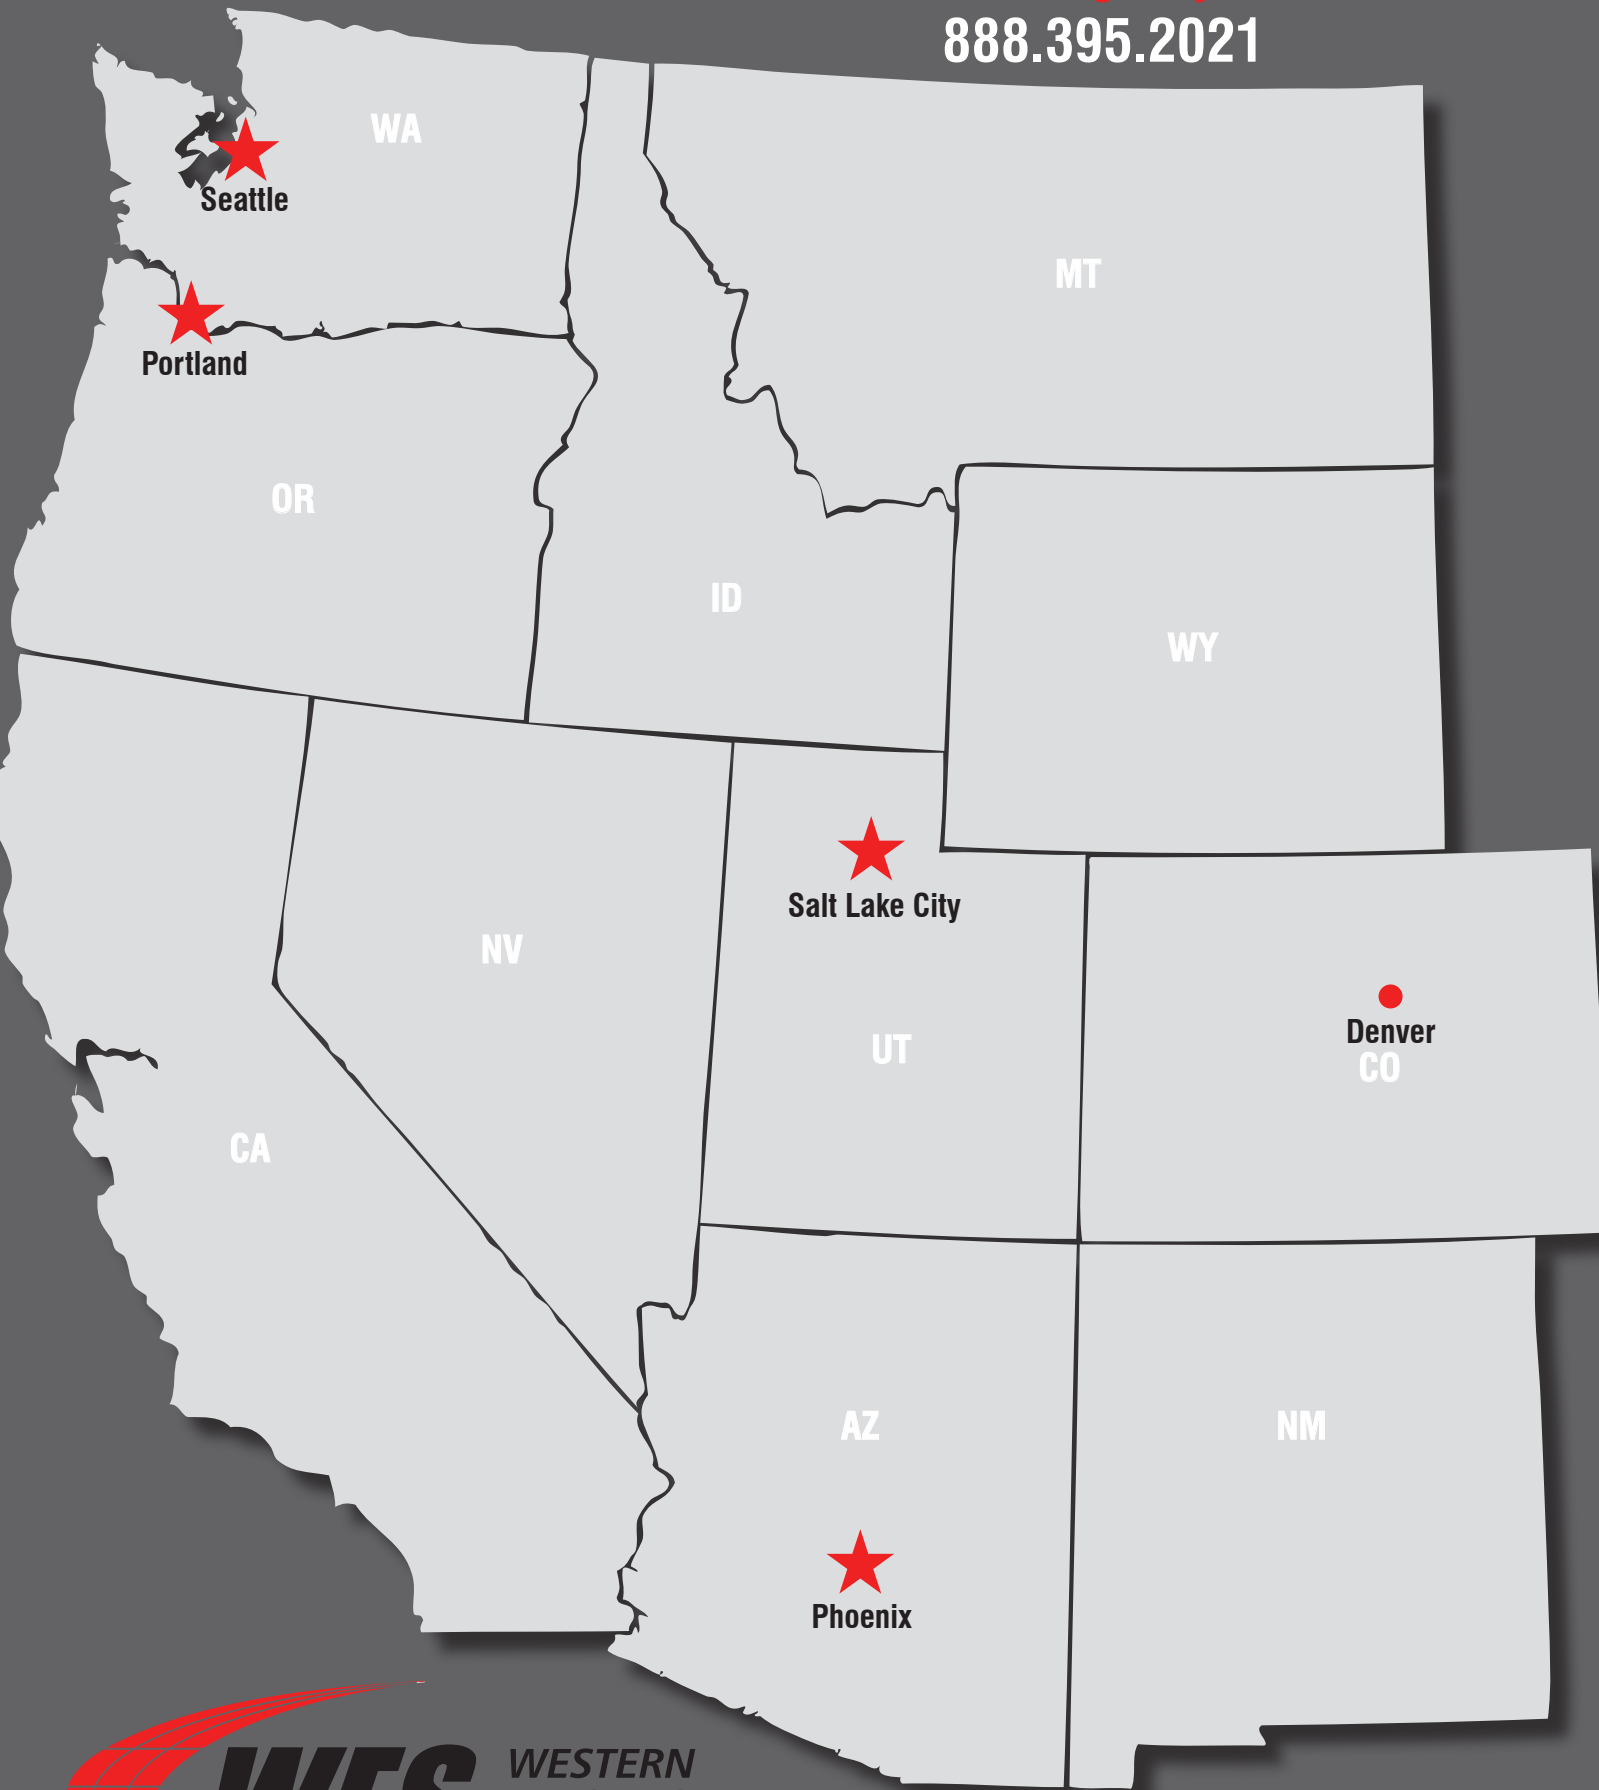 888.395.2021
WA
Seattle
MT
Portland
OR
ID
WY
Salt Lake City
NV
Denver
UT
CO
CA
AZ
NM
Phoenix
WES
WESTERN